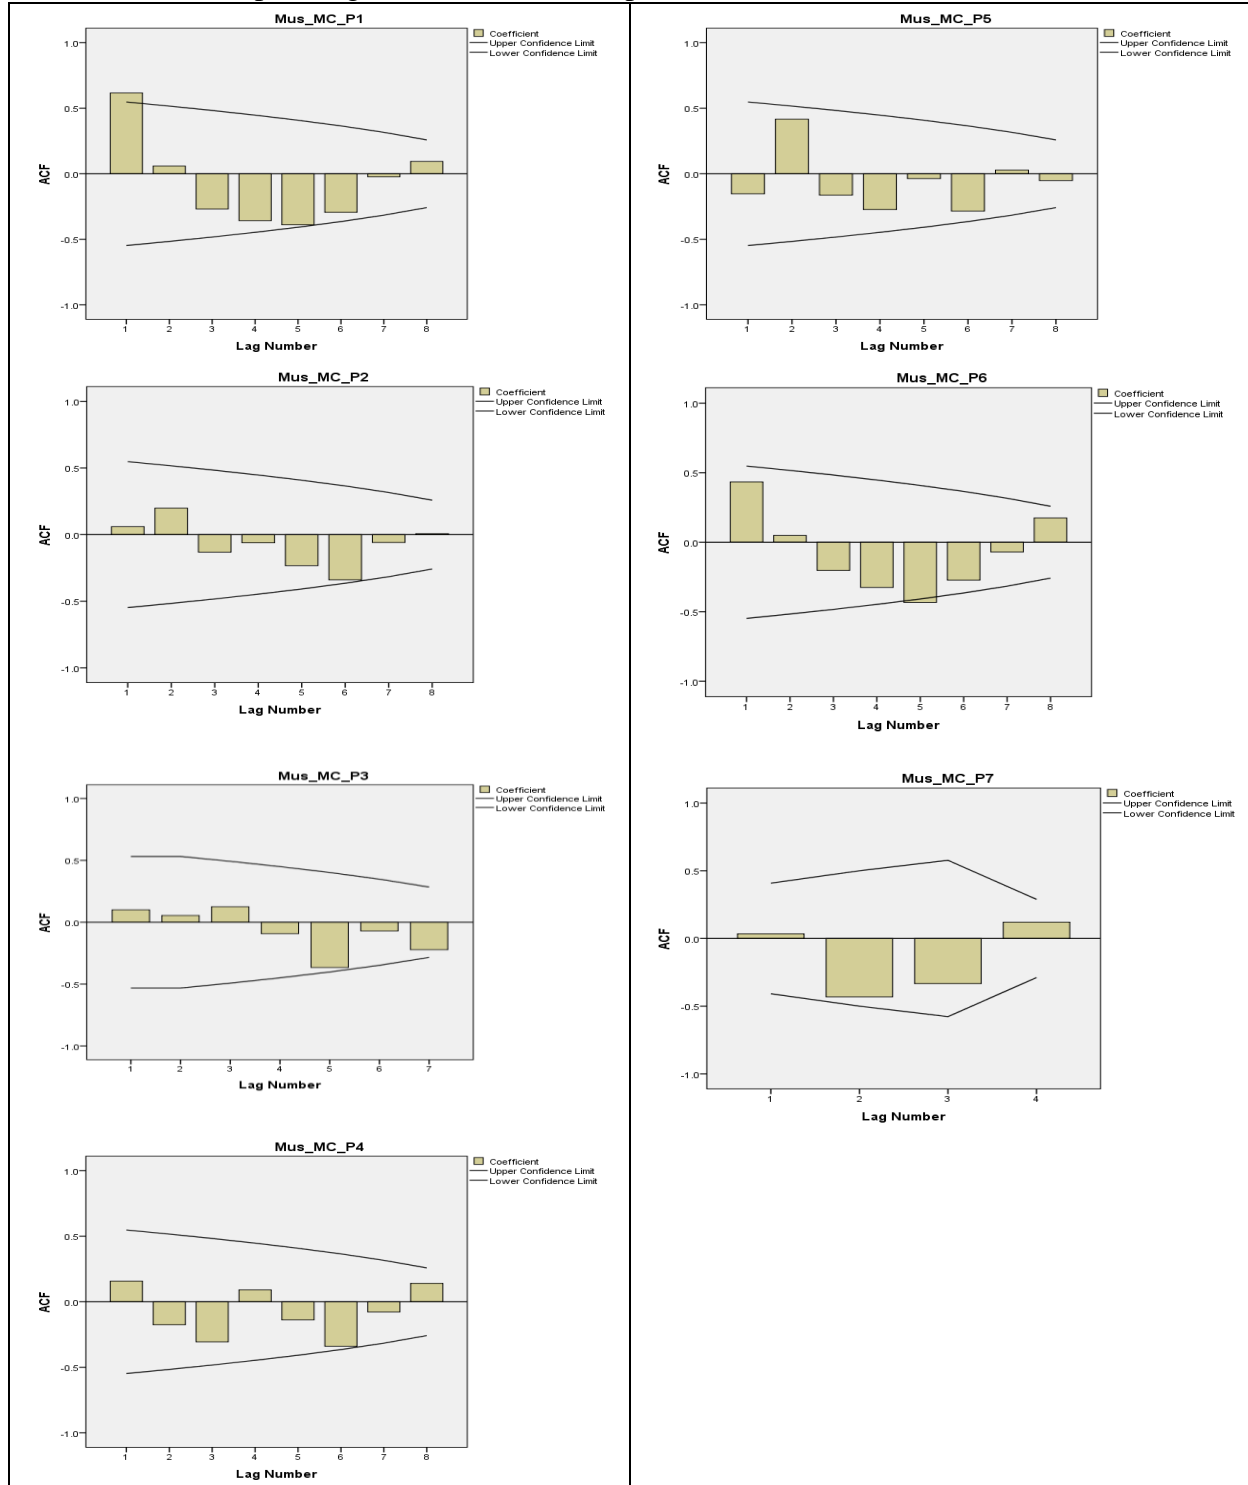 Mus_MC_P1
Coefficient
Upper Confidence Limit
Lower Confidence Limit
1.0
0.5
0.0
-0.5
-1.0
ACF
1 2 3 4 5 6 7 8
Lag Number
Mus_MC_P2
Coefficient
Upper Confidence Limit
Lower Confidence Limit
1.0
0.5
0.0
-0.5
-1.0
ACF
1 2 3 4 5 6 7 8
Lag Number
Mus_MC_P3
Coefficient
Upper Confidence Limit
Lower Confidence Limit
1.0
0.5
0.0
-0.5
-1.0
ACF
1 2 3 4 5 6 7
Lag Number
Mus_MC_P4
Coefficient
Upper Confidence Limit
Lower Confidence Limit
1.0
0.5
0.0
-0.5
-1.0
ACF
1 2 3 4 5 6 7 8
Lag Number
Mus_MC_P5
Coefficient
Upper Confidence Limit
Lower Confidence Limit
1.0
0.5
0.0
-0.5
-1.0
ACF
1 2 3 4 5 6 7 8
Lag Number
Mus_MC_P6
Coefficient
Upper Confidence Limit
Lower Confidence Limit
1.0
0.5
0.0
-0.5
-1.0
ACF
1 2 3 4 5 6 7 8
Lag Number
Mus_MC_P7
Coefficient
Upper Confidence Limit
Lower Confidence Limit
1.0
0.5
0.0
-0.5
-1.0
ACF
1 2 3 4
Lag Number